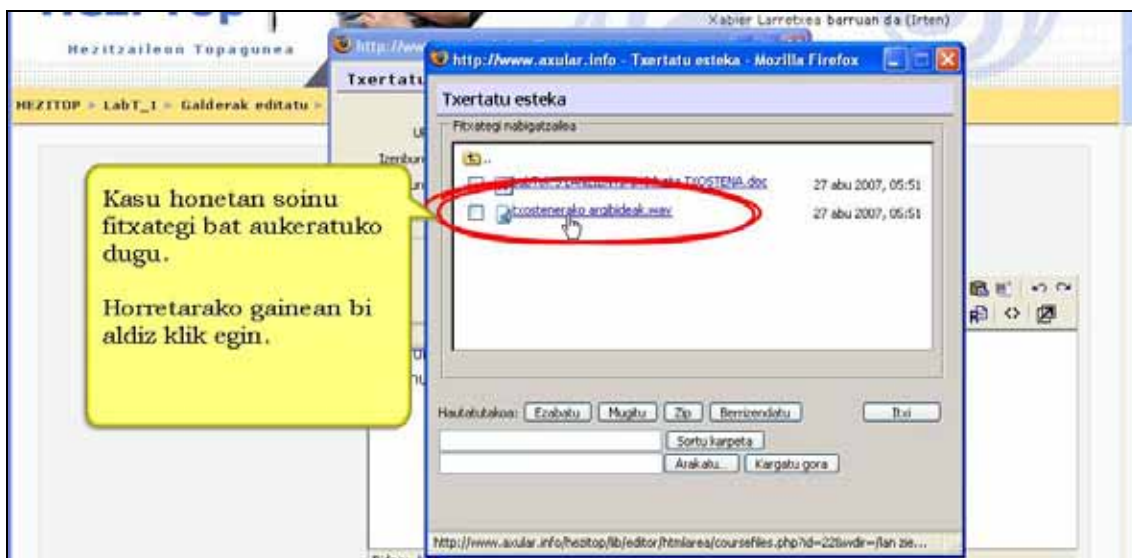 Xabier Larretxea barruan da (Irten)
Hezitzaileon Topagunea
HEZITOP ► LabT_1 ► Galderak editatu ►
http://www
Txertatu
http://www.axular.info - Txertatu esteka - Mozilla Firefox
Txertatu esteka
Fitxategi nabigatzailea
..
TXOSTENA.doc 27 abu 2007, 05:51
txostenerako argibideak.wav 27 abu 2007, 05:51
Kasu honetan soinu
fitxategi bat aukeratuko
dugu.
Horretarako gainean bi
aldiz klik egin.
Hautatutakoa: Ezabatu Mugitu Zip Berrizendatu Itxi
Sortu karpeta
Arakatu... Kargatu gora